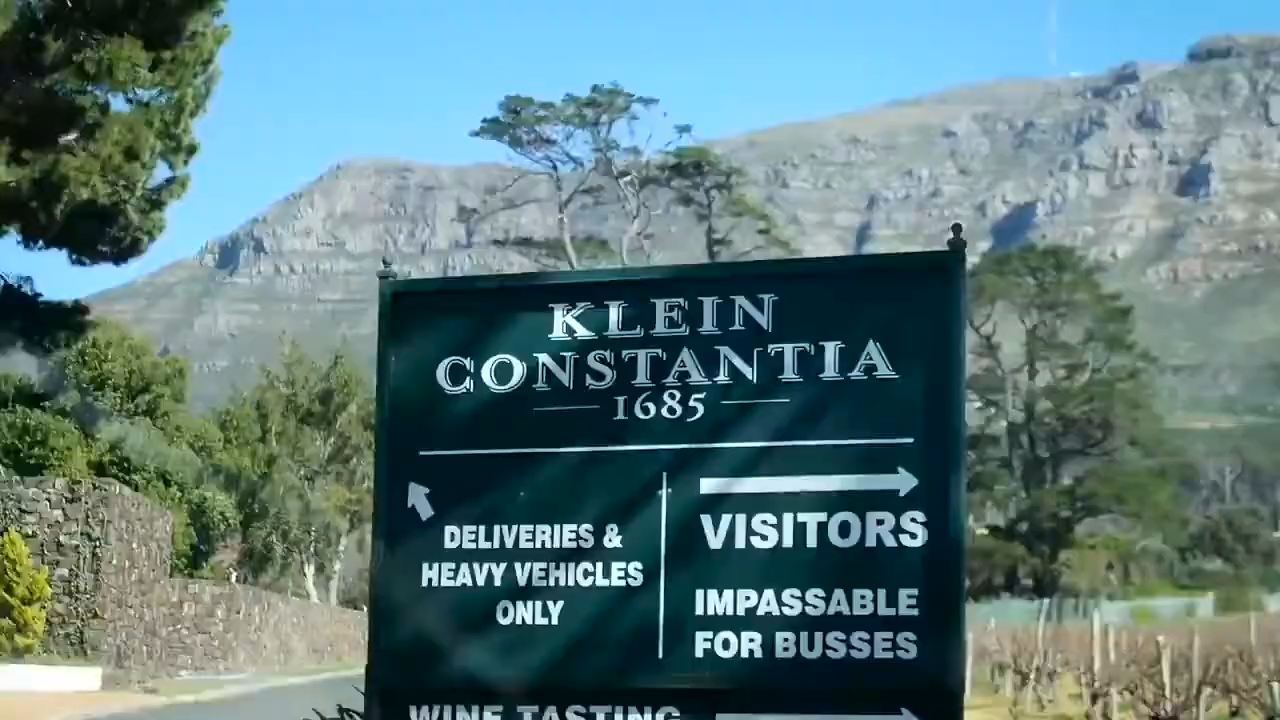 KLEIN
CONSTANTIA
1685
DELIVERIES &
HEAVY VEHICLES
ONLY
VISITORS
IMPASSABLE
FOR BUSSES
WINE TASTING